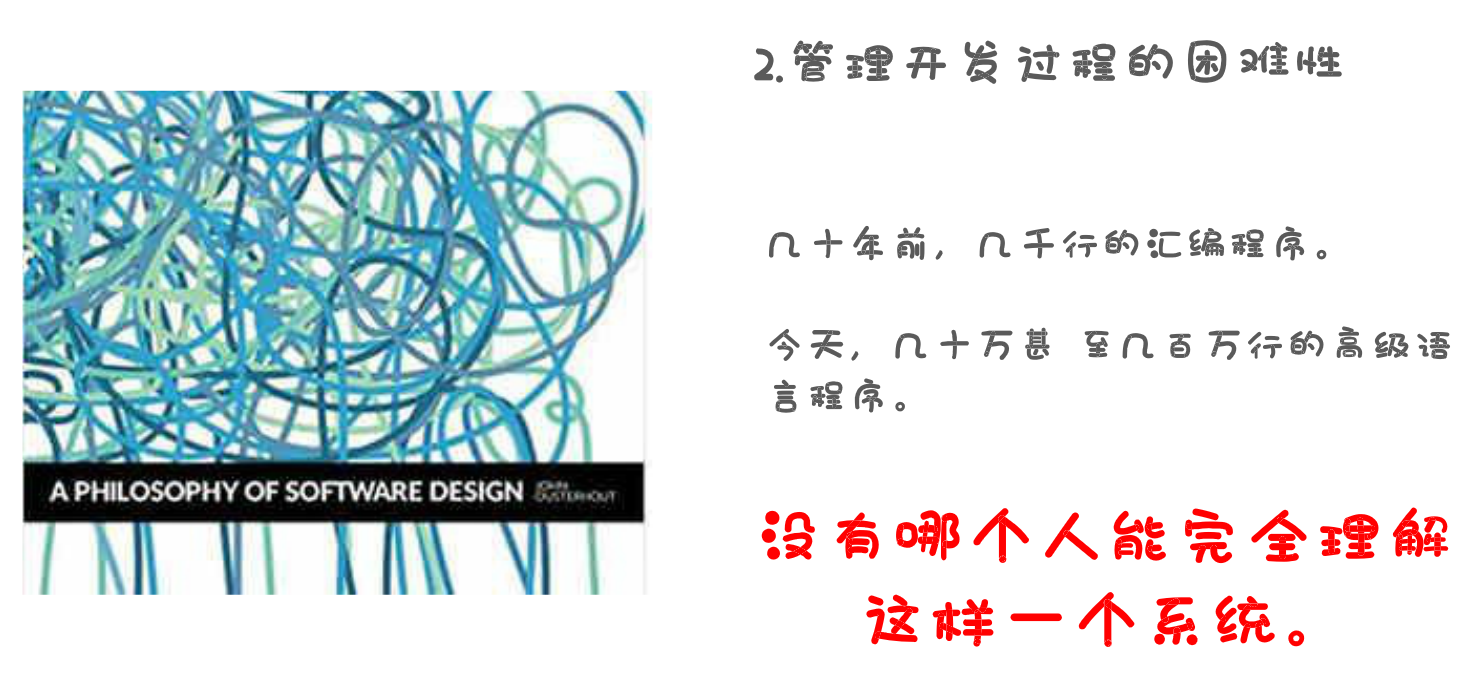 2.管理开发过程的困难性
几十年前，几千行的汇编程序。
今天，几十万甚 至几百万行的高级语
言程序。
没有哪个人能完全理解
这样一个系统。
A PHILOSOPHY OF SOFTWARE DESIGN
JOHN
OUSTERHOUT